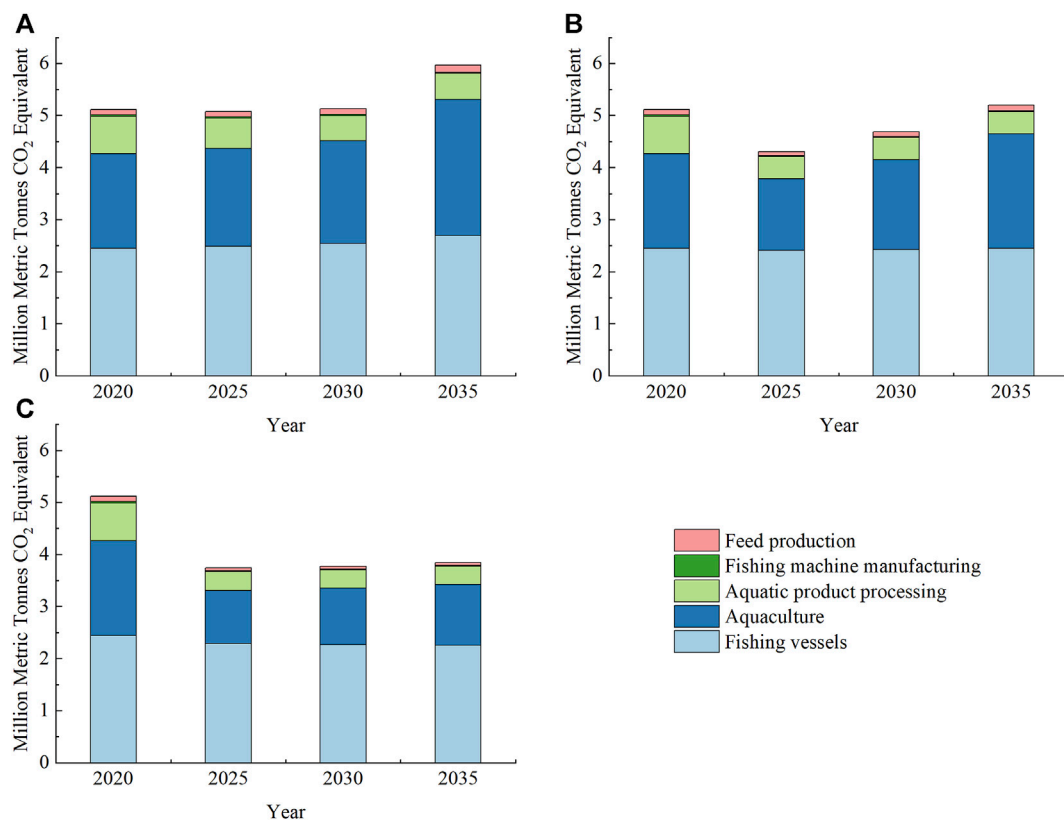 A
Million Metric Tonnes CO₂ Equivalent
6
5
4
3
2
1
0
2020 2025 2030 2035
Year
B
Million Metric Tonnes CO₂ Equivalent
6
5
4
3
2
1
0
2020 2025 2030 2035
Year
C
Million Metric Tonnes CO₂ Equivalent
6
5
4
3
2
1
0
2020 2025 2030 2035
Year
Feed production
Fishing machine manufacturing
Aquatic product processing
Aquaculture
Fishing vessels